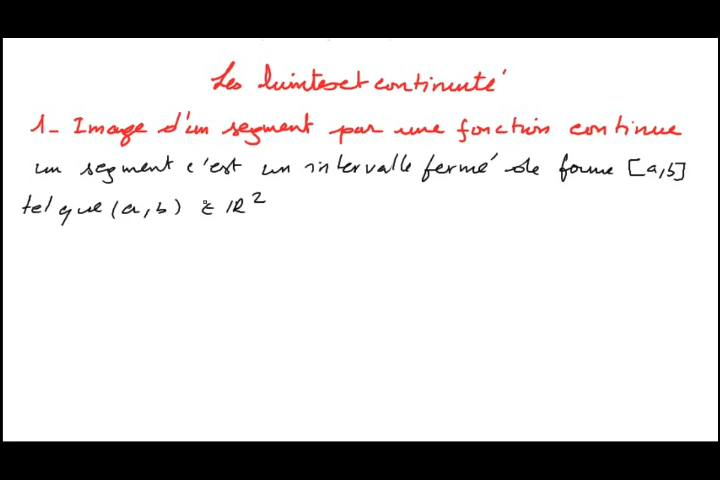 Les limites et continuité
1- Image d'un segment par une fonction continue
un segment c'est un intervalle fermé de forme [a,b]
tel que (a,b) ∈ IR²